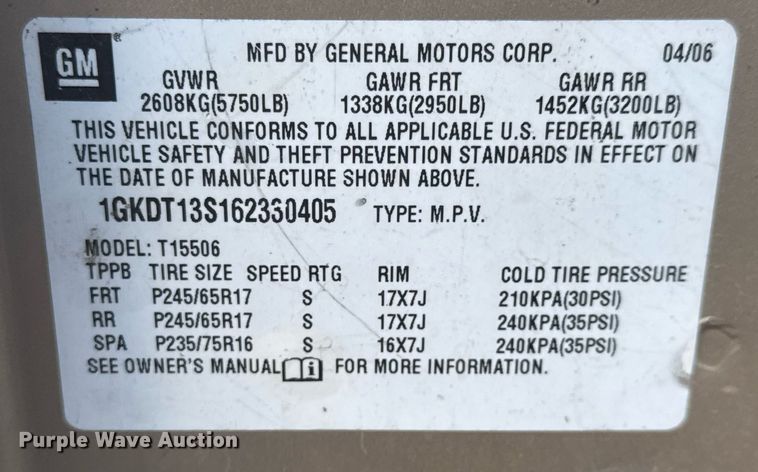 GM ®
MFD BY GENERAL MOTORS CORP. 04/06
GVWR GAWR FRT GAWR RR
2608KG(5750LB) 1338KG(2950LB) 1452KG(3200LB)
THIS VEHICLE CONFORMS TO ALL APPLICABLE U.S. FEDERAL MOTOR
VEHICLE SAFETY AND THEFT PREVENTION STANDARDS IN EFFECT ON
THE DATE OF MANUFACTURE SHOWN ABOVE.
1GKDT13S162330405 TYPE: M.P.V.
MODEL: T15506
TPPB TIRE SIZE SPEED RTG RIM COLD TIRE PRESSURE
FRT P245/65R17 S 17X7J 210KPA(30PSI)
RR P245/65R17 S 17X7J 240KPA(35PSI)
SPA P235/75R16 S 16X7J 240KPA(35PSI)
SEE OWNER'S MANUAL i FOR MORE INFORMATION.
Purple Wave Auction